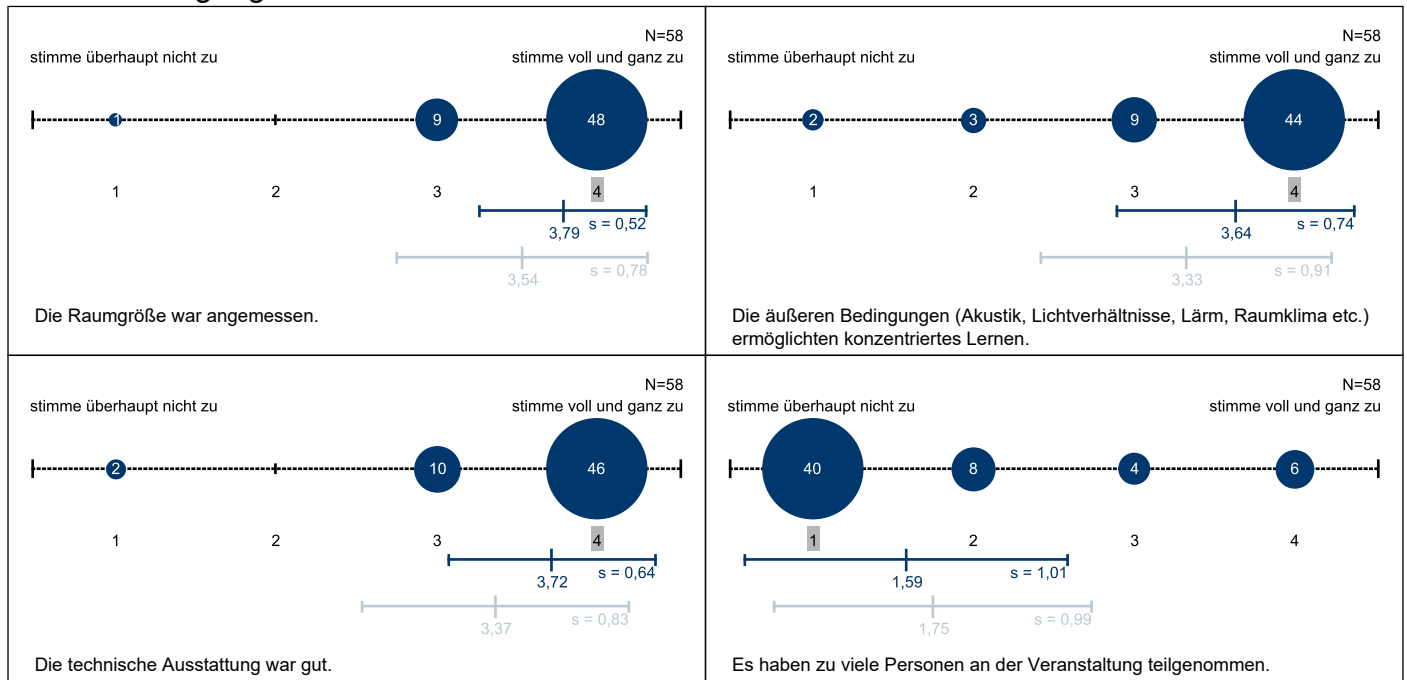 N=58
stimme überhaupt nicht zu stimme voll und ganz zu
1 9 48
1 2 3 4
3,79 s = 0,52
3,54 s = 0,78
Die Raumgröße war angemessen.
N=58
stimme überhaupt nicht zu stimme voll und ganz zu
2 3 9 44
1 2 3 4
3,64 s = 0,74
3,33 s = 0,91
Die äußeren Bedingungen (Akustik, Lichtverhältnisse, Lärm, Raumklima etc.)
ermöglichten konzentriertes Lernen.
N=58
stimme überhaupt nicht zu stimme voll und ganz zu
2 10 46
1 2 3 4
3,72 s = 0,64
3,37 s = 0,83
Die technische Ausstattung war gut.
N=58
stimme überhaupt nicht zu stimme voll und ganz zu
40 8 4 6
1 2 3 4
1,59 s = 1,01
1,75 s = 0,99
Es haben zu viele Personen an der Veranstaltung teilgenommen.